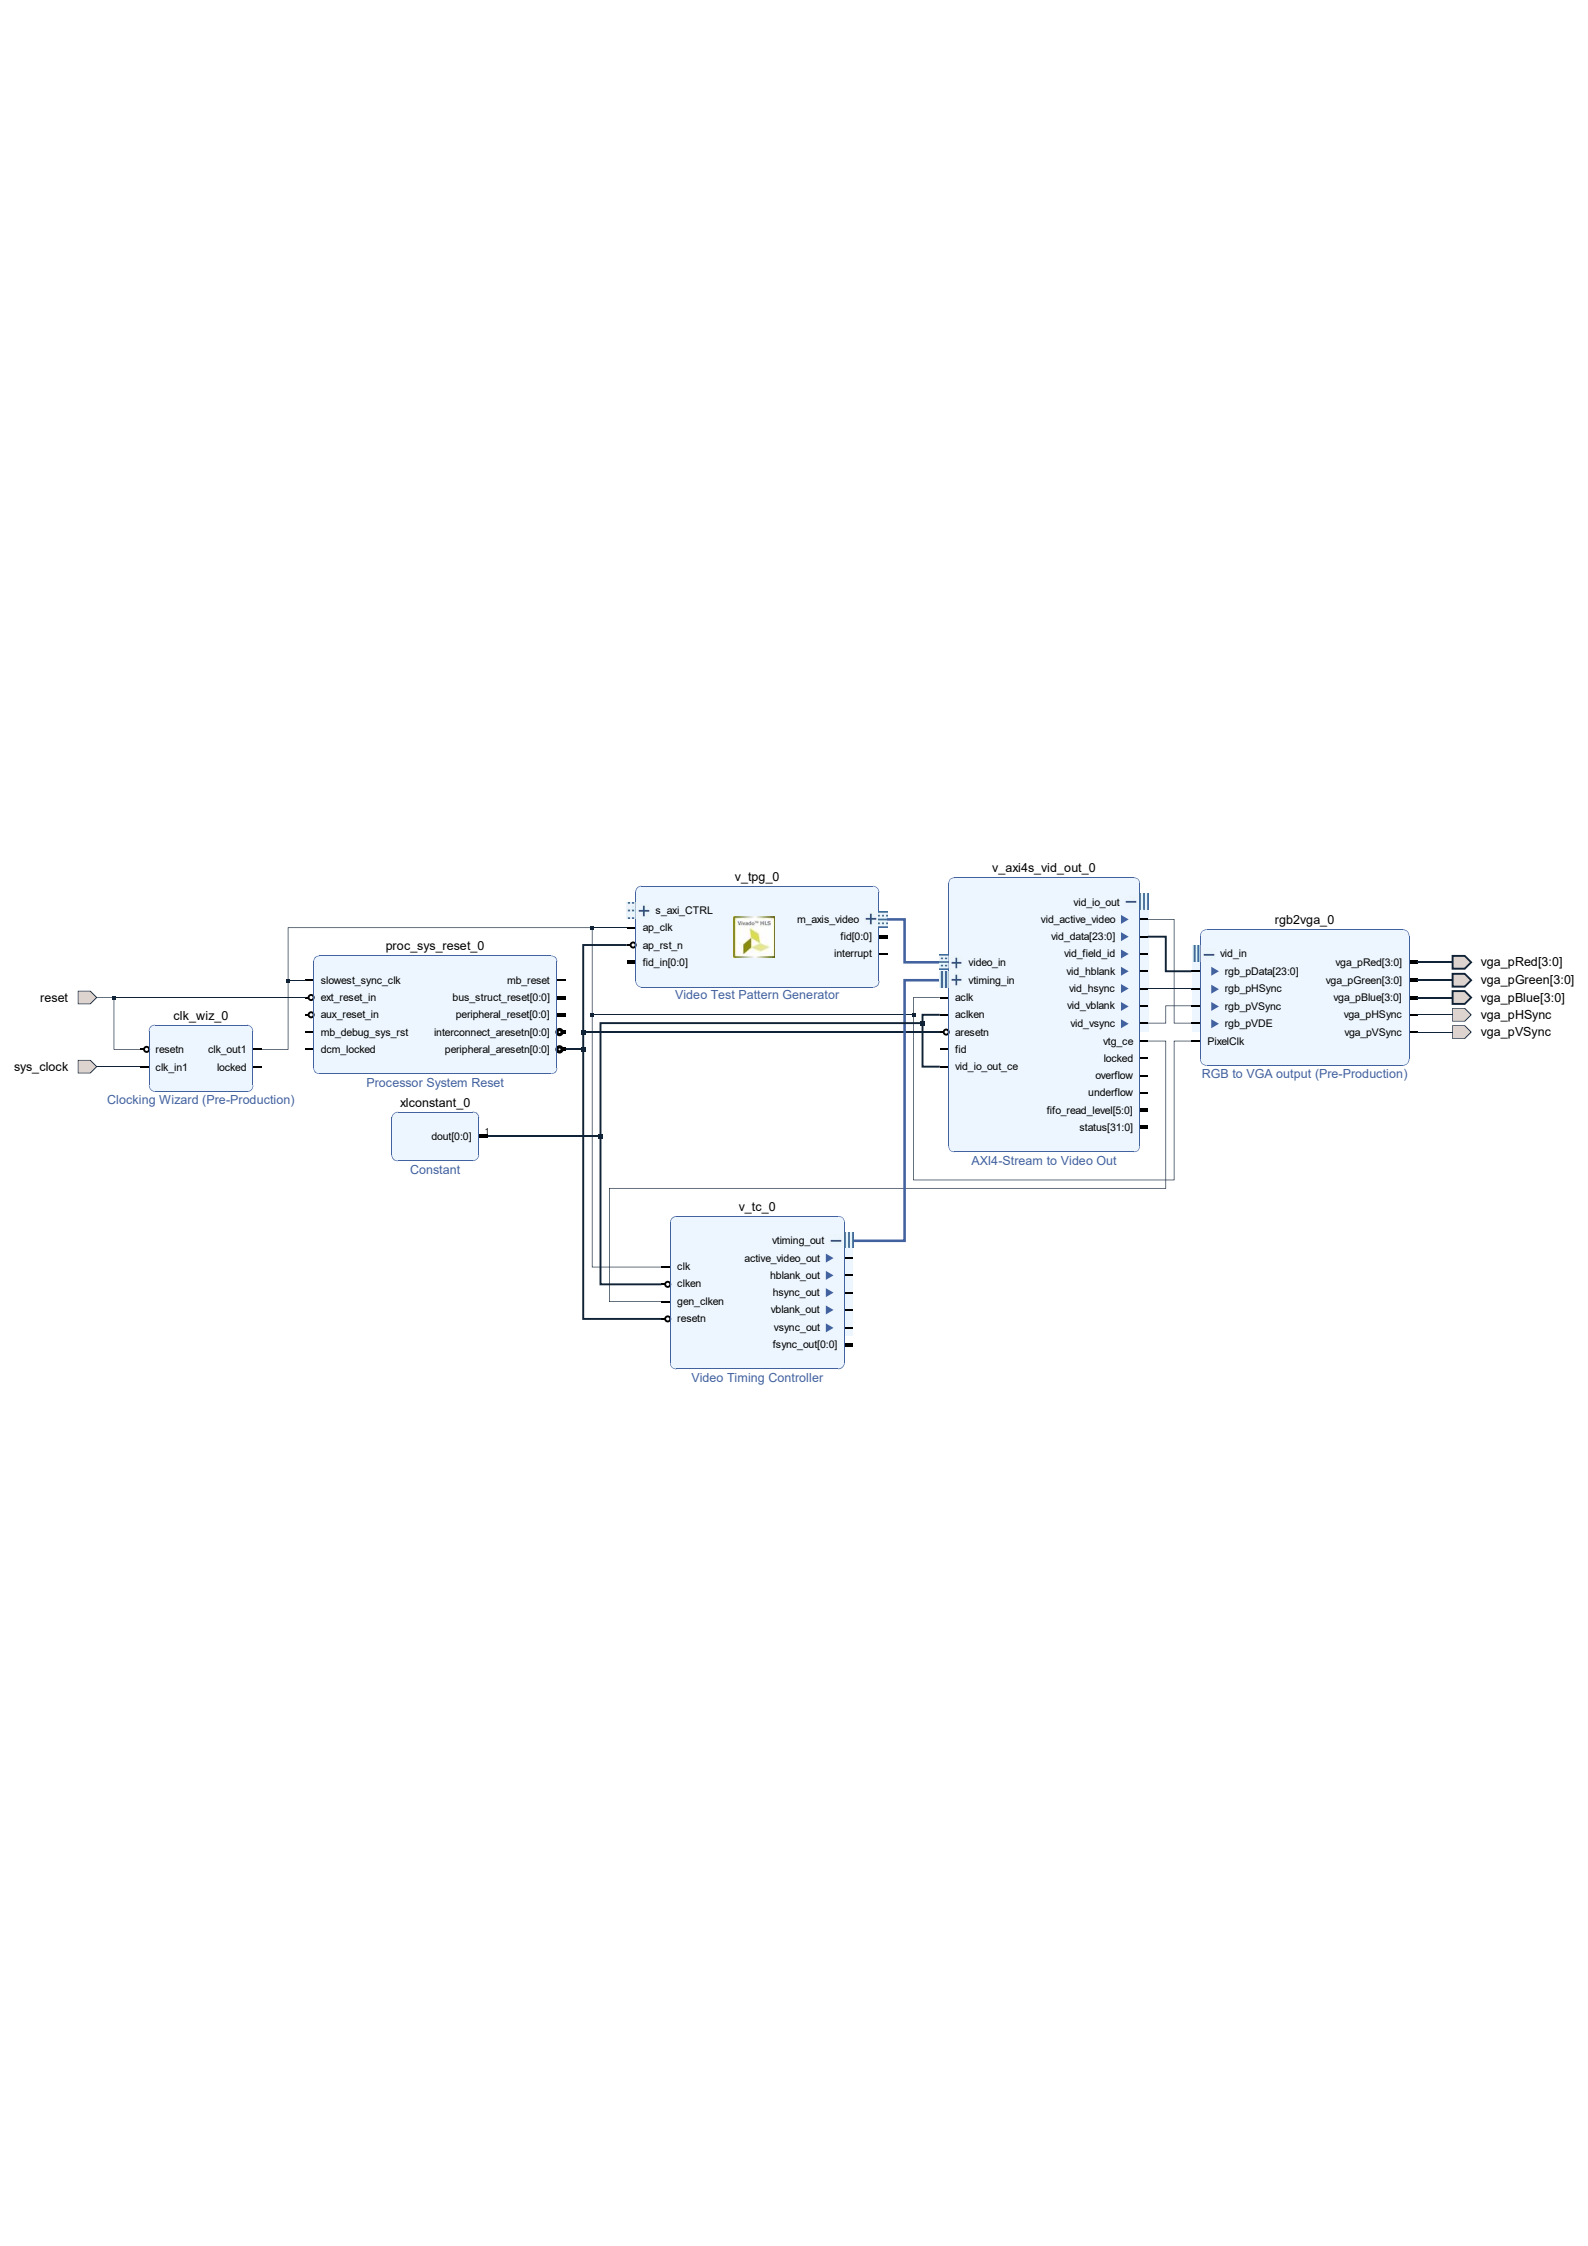 reset
sys_clock
clk_wiz_0
resetn
clk_in1
clk_out1
locked
Clocking Wizard (Pre-Production)
proc_sys_reset_0
slowest_sync_clk
ext_reset_in
aux_reset_in
mb_debug_sys_rst
dcm_locked
mb_reset
bus_struct_reset[0:0]
peripheral_reset[0:0]
interconnect_aresetn[0:0]
peripheral_aresetn[0:0]
Processor System Reset
xlconstant_0
dout[0:0]
1
Constant
v_tpg_0
s_axi_CTRL
ap_clk
ap_rst_n
fid_in[0:0]
Vivado™ HLS
m_axis_video
fid[0:0]
interrupt
Video Test Pattern Generator
v_tc_0
clk
clken
gen_clken
resetn
vtiming_out
active_video_out
hblank_out
hsync_out
vblank_out
vsync_out
fsync_out[0:0]
Video Timing Controller
v_axi4s_vid_out_0
video_in
vtiming_in
aclk
aclken
aresetn
fid
vid_io_out_ce
vid_io_out
vid_active_video
vid_data[23:0]
vid_field_id
vid_hblank
vid_hsync
vid_vblank
vid_vsync
vtg_ce
locked
overflow
underflow
fifo_read_level[5:0]
status[31:0]
AXI4-Stream to Video Out
rgb2vga_0
vid_in
rgb_pData[23:0]
rgb_pHSync
rgb_pVSync
rgb_pVDE
PixelClk
vga_pRed[3:0]
vga_pGreen[3:0]
vga_pBlue[3:0]
vga_pHSync
vga_pVSync
RGB to VGA output (Pre-Production)
vga_pRed[3:0]
vga_pGreen[3:0]
vga_pBlue[3:0]
vga_pHSync
vga_pVSync